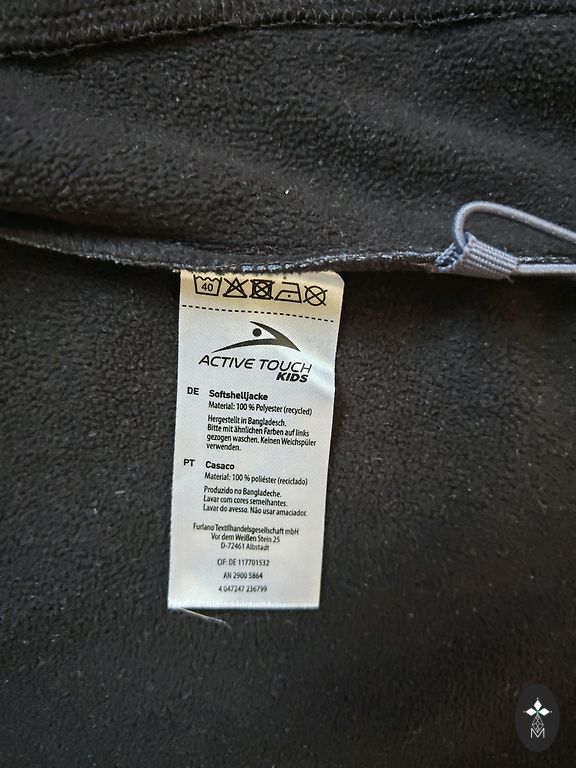 40
ACTIVE TOUCH
KIDS
DE Softshelljacke
Material: 100 % Polyester (recycled)
Hergestellt in Bangladesch.
Bitte mit ähnlichen Farben auf links
gezogen waschen. Keinen Weichspüler
verwenden.
PT Casaco
Material: 100 % poliéster (reciclado)
Produzido no Bangladeche.
Lavar com cores semelhantes.
Lavar do avesso. Não usar amaciador.
Furlano Textilhandelsgesellschaft mbH
Vor dem Weißen Stein 25
D-72461 Albstadt
CIF: DE 117701532
AN 2900 5864
4 047247 236799
M